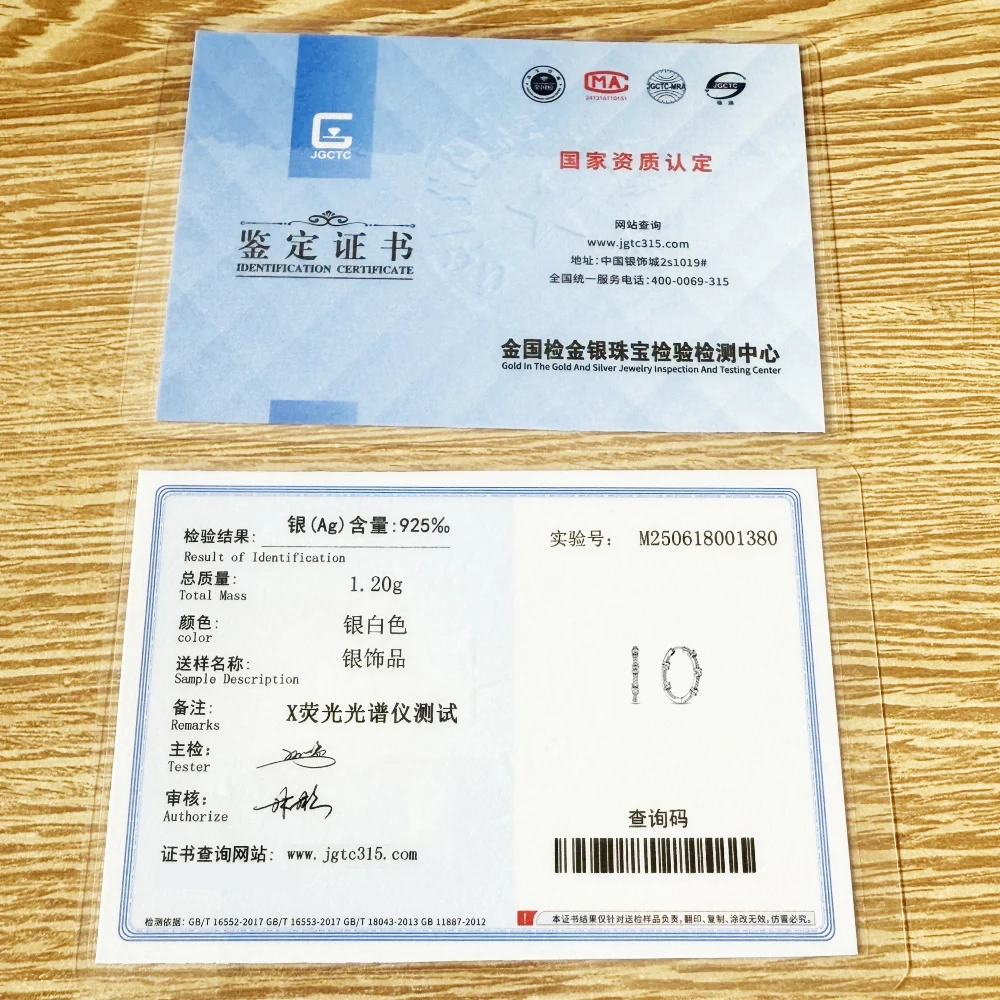 JGCTC
鉴定证书
IDENTIFICATION CERTIFICATE
MA
241316110151
JGCTC-MRA
JGCTC
国家资质认定
网站查询
www.jgtc315.com
地址:中国银饰城2s1019#
全国统一服务电话:400-0069-315
金国检金银珠宝检验检测中心
Gold In The Gold And Silver Jewelry Inspection And Testing Center
检验结果: 银(Ag)含量:925‰
Result of Identification
总质量: 1.20g
Total Mass
颜色: 银白色
color
送样名称: 银饰品
Sample Description
备注: X荧光光谱仪测试
Remarks
主检:
Tester
审核:
Authorize
证书查询网站: www.jgtc315.com
检测依据: GB/T 16552-2017 GB/T 16553-2017 GB/T 18043-2013 GB 11887-2012
实验号: M250618001380
查询码
! 本证书结果仅针对送检样品负责,翻印、复制、涂改无效,仿冒必究。